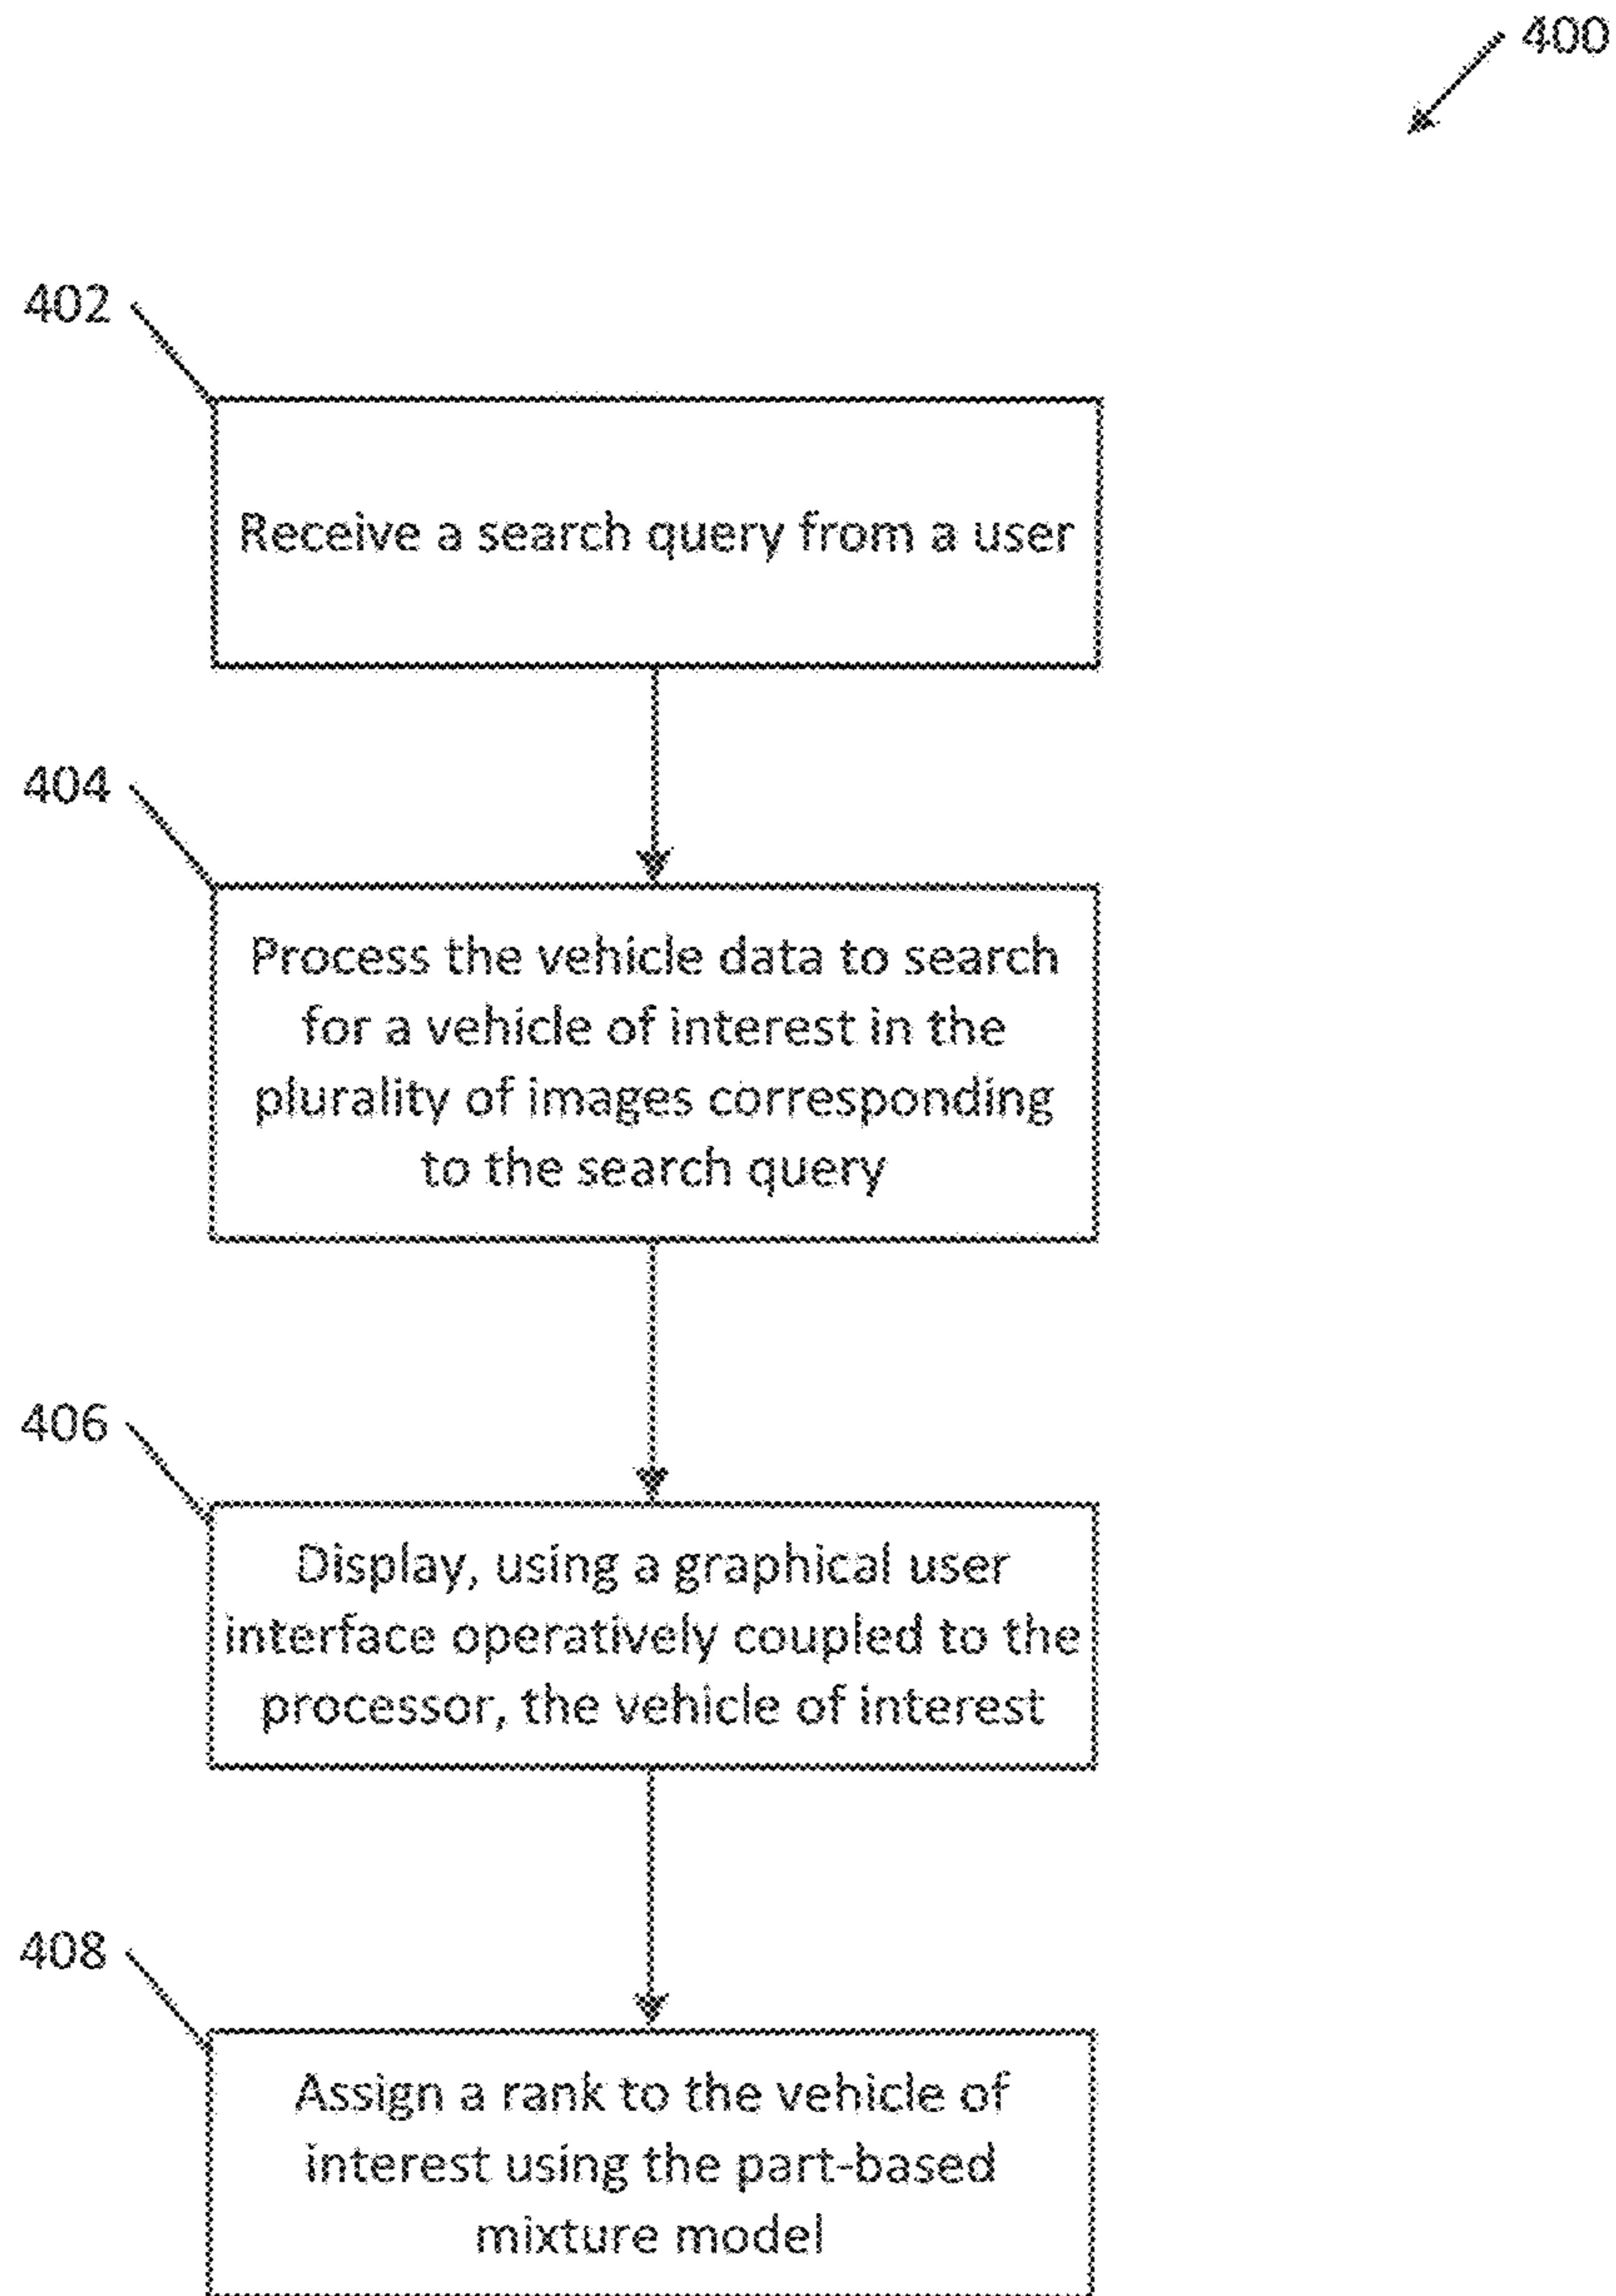 400
402
Receive a search query from a user
404
Process the vehicle data to search
for a vehicle of interest in the
plurality of images corresponding
to the search query
406
Display, using a graphical user
interface operatively coupled to the
processor, the vehicle of interest
408
Assign a rank to the vehicle of
interest using the part-based
mixture model